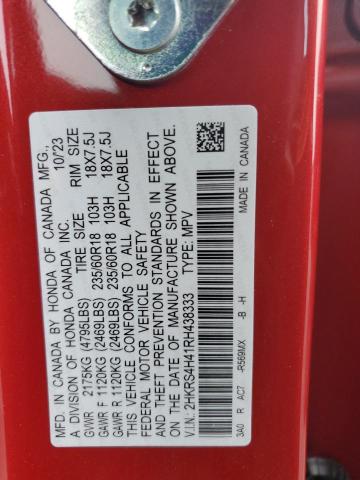 MFD. IN CANADA BY HONDA OF CANADA MFG.,
A DIVISION OF HONDA CANADA INC. 10/23
TIRE SIZE RIM SIZE
GVWR 2175KG (4795LBS) 235/60R18 103H 18X7.5J
GAWR F 1120KG (2469LBS) 235/60R18 103H 18X7.5J
GAWR R 1120KG (2469LBS)
THIS VEHICLE CONFORMS TO ALL APPLICABLE
FEDERAL MOTOR VEHICLE SAFETY
AND THEFT PREVENTION STANDARDS IN EFFECT
ON THE DATE OF MANUFACTURE SHOWN ABOVE.
VIN: 2HKRS4H41RH438333 TYPE: MPV
3A0 R AC7 -R569MX -B -H MADE IN CANADA